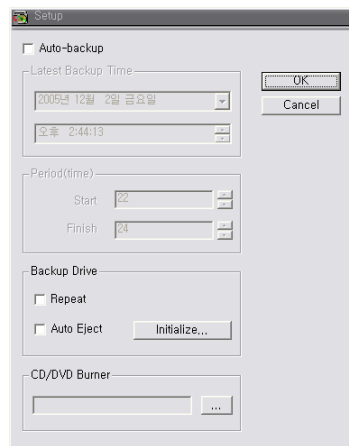 Setup
Auto-backup
Latest Backup Time
2005년 12월 2일 금요일
오후 2:44:13
OK
Cancel
Period(time)
Start 22
Finish 24
Backup Drive
Repeat
Auto Eject Initialize,,,
CD/DVD Burner
...